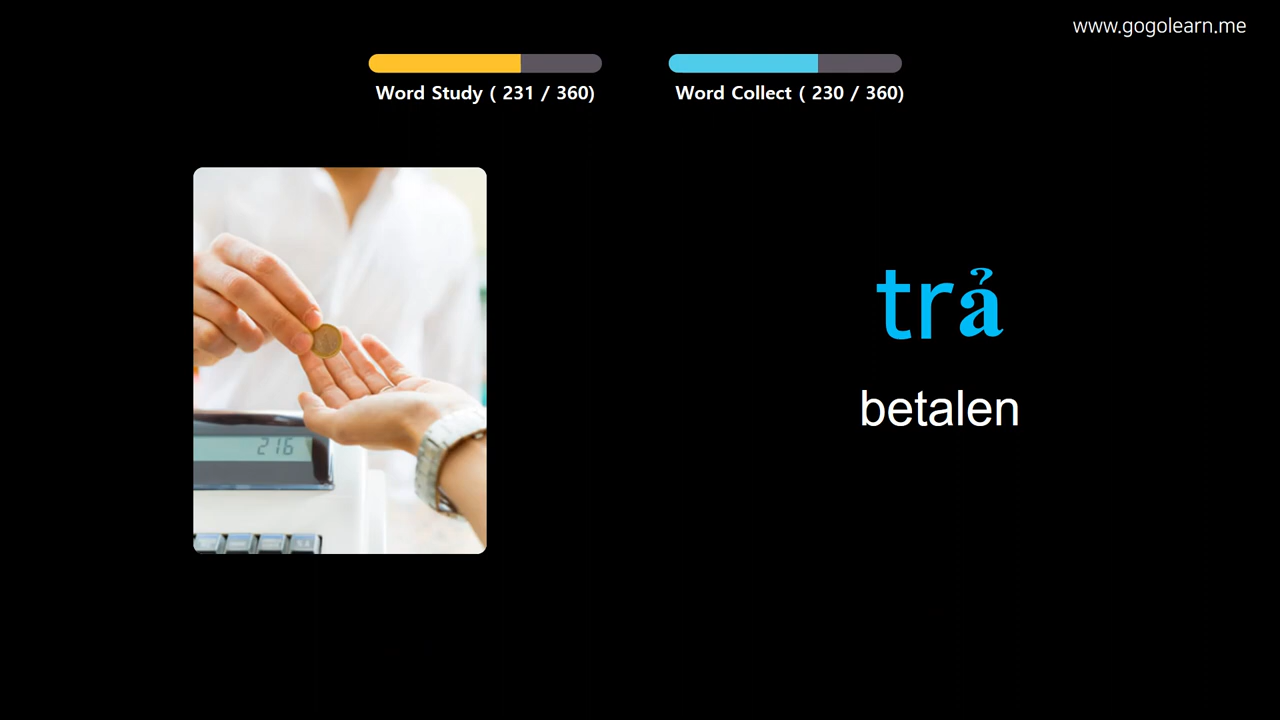 www.gogolearn.me
Word Study ( 231 / 360)
Word Collect ( 230 / 360)
trả
betalen
216